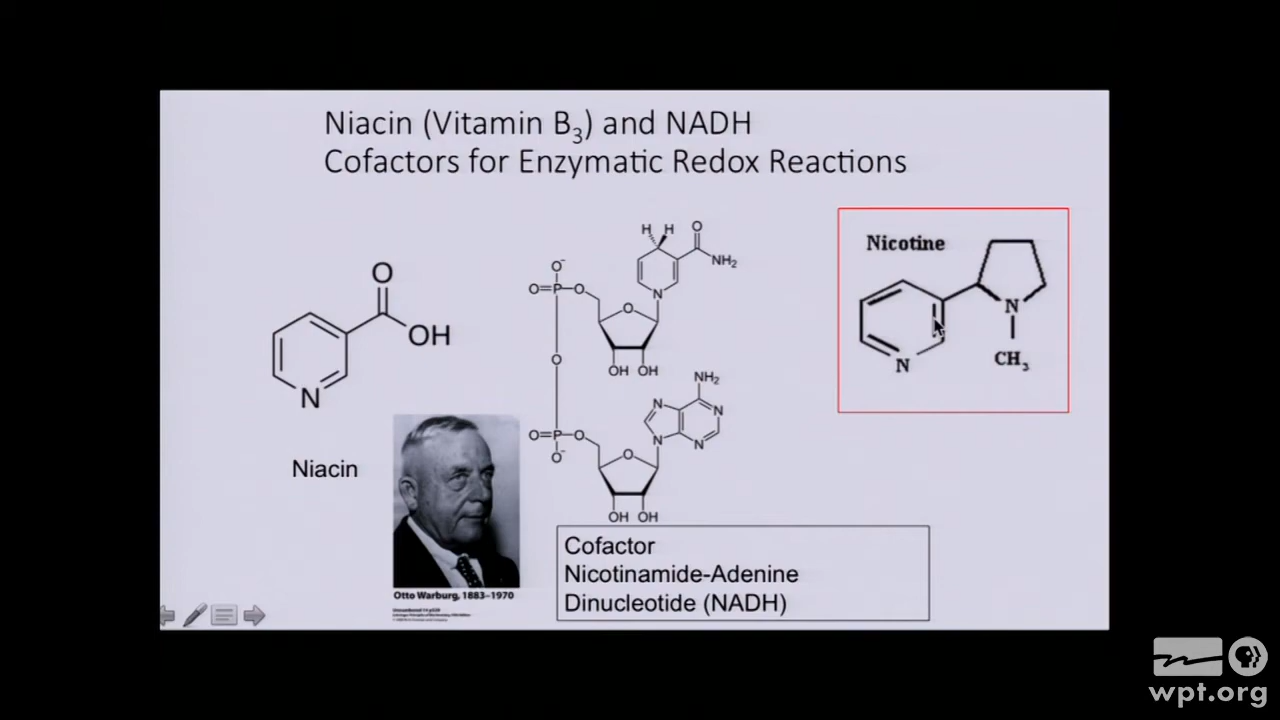 Niacin (Vitamin B3) and NADH
Cofactors for Enzymatic Redox Reactions
O
OH
N
Niacin
Otto Warburg, 1883–1970
H H O
NH2
N
O-
O=P-O
O
O-
OH OH
O
NH2
N
N
N
N
O=P-O
O-
O
OH OH
Nicotine
N
N
CH3
Cofactor
Nicotinamide-Adenine
Dinucleotide (NADH)
wpt.org